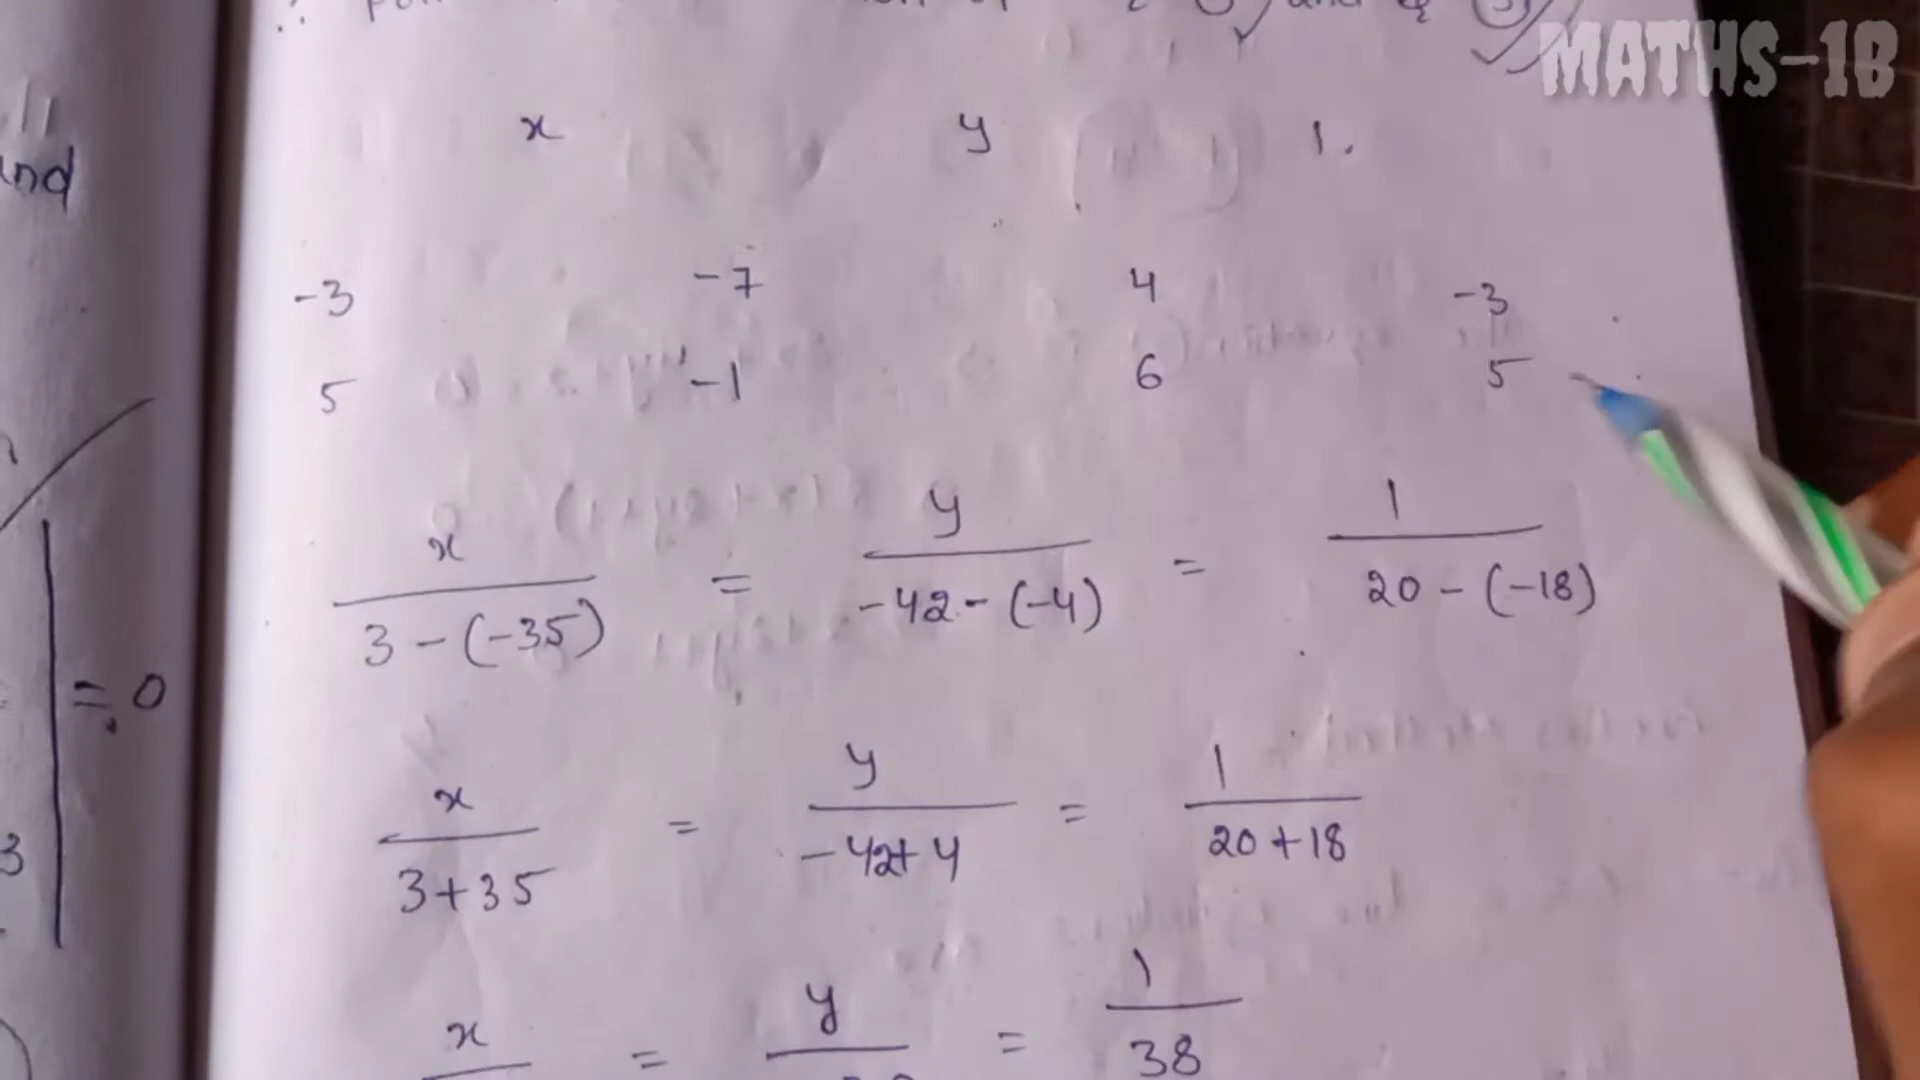 MATHS-1B
and
x y 1.
-3 -7 4 -3
5 -1 6 5
x/3-(-35) = y/-42-(-4) = 1/20-(-18)
= 0
x/3+35 = y/-42+4 = 1/20+18
3
x = y = 1/38